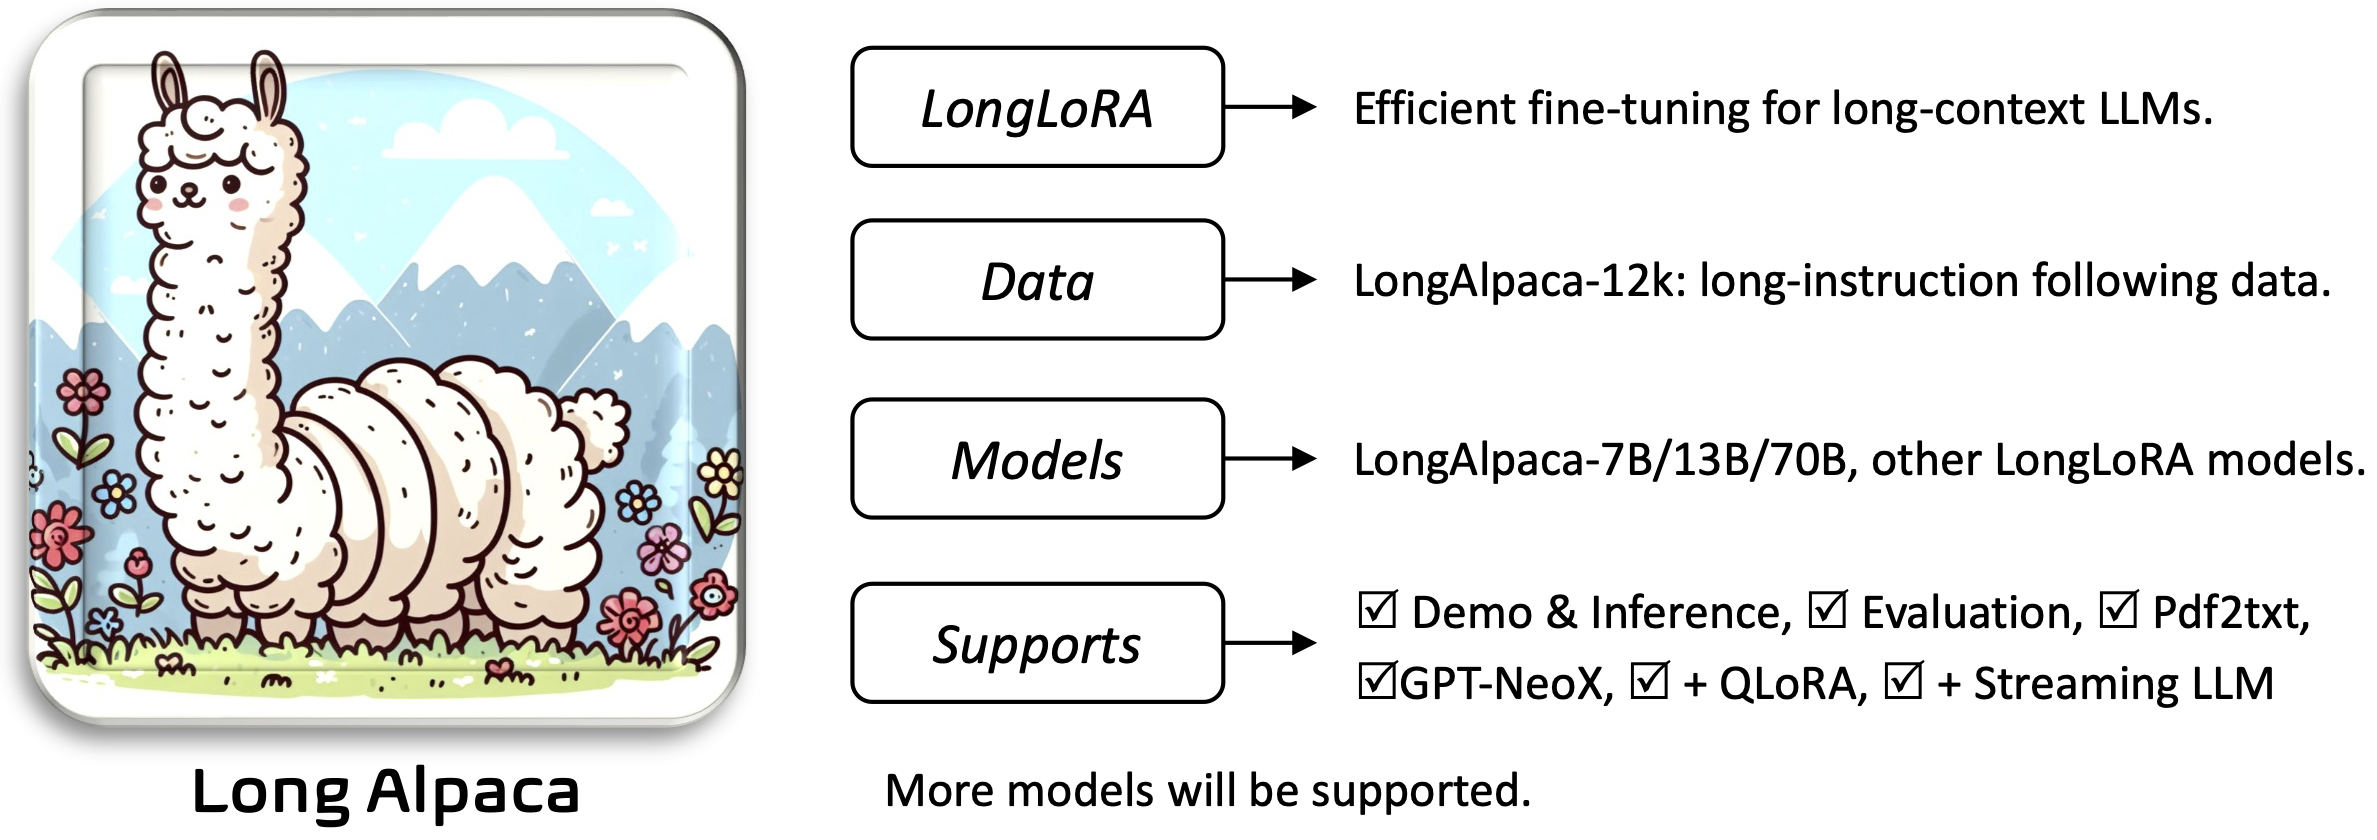 LongLoRA
Efficient fine-tuning for long-context LLMs.
Data
LongAlpaca-12k: long-instruction following data.
Models
LongAlpaca-7B/13B/70B, other LongLoRA models.
Supports
☑ Demo & Inference, ☑ Evaluation, ☑ Pdf2txt,
☑GPT-NeoX, ☑ + QLoRA, ☑ + Streaming LLM
Long Alpaca
More models will be supported.